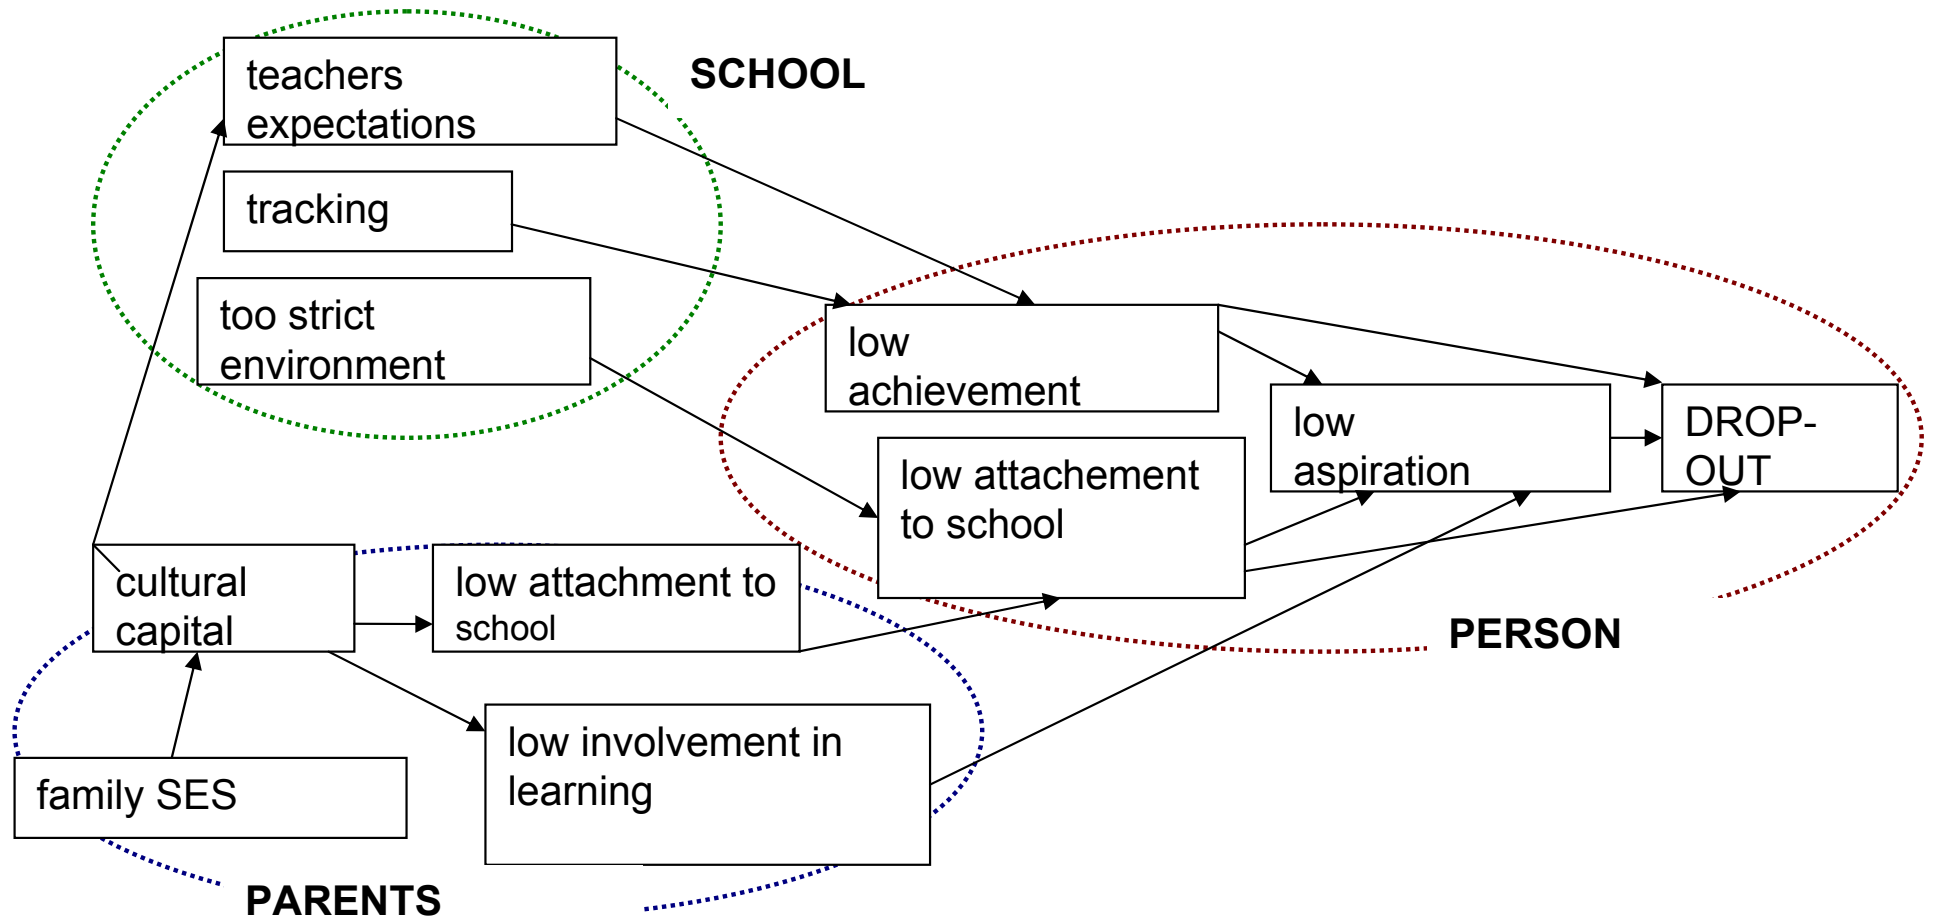 teachers
expectations
SCHOOL
tracking
too strict
environment
low
achievement
low
aspiration
DROP-
OUT
low attachement
to school
cultural
capital
low attachment to
school
PERSON
low involvement in
learning
family SES
PARENTS